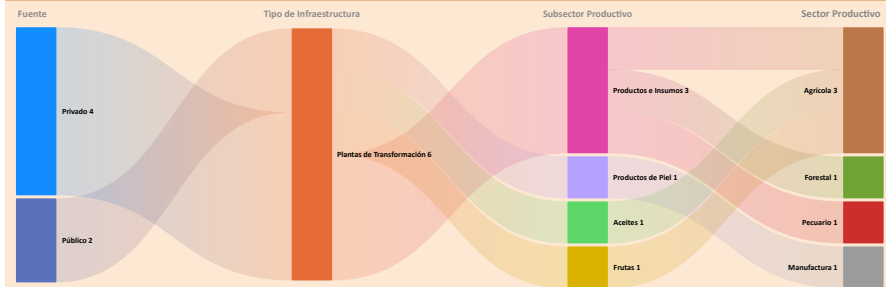 Fuente
Tipo de Infraestructura
Subsector Productivo
Sector Productivo
Privado 4
Público 2
Plantas de Transformación 6
Productos e Insumos 3
Productos de Piel 1
Aceites 1
Frutas 1
Agrícola 3
Forestal 1
Pecuario 1
Manufactura 1